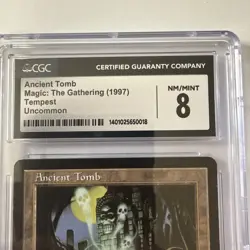 CGC
CERTIFIED GUARANTY COMPANY
Ancient Tomb
Magic: The Gathering (1997)
Tempest
Uncommon
1401025650018
NM/MINT
8
Ancient Tomb